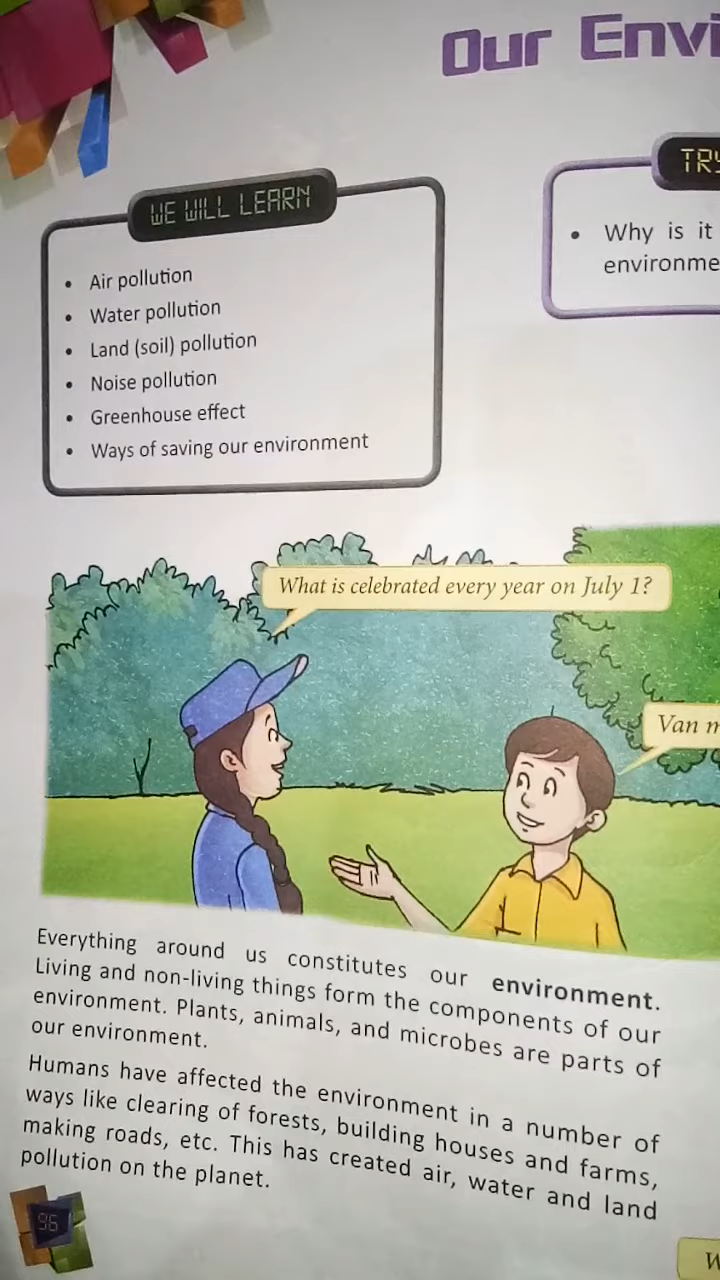 Our Envi
WE WILL LEARN
• Air pollution
• Water pollution
• Land (soil) pollution
• Noise pollution
• Greenhouse effect
• Ways of saving our environment
TRY
• Why is it
environme
What is celebrated every year on July 1?
Van m
Everything around us constitutes our environment.
Living and non-living things form the components of our
environment. Plants, animals, and microbes are parts of
our environment.
Humans have affected the environment in a number of
ways like clearing of forests, building houses and farms,
making roads, etc. This has created air, water and land
pollution on the planet.
96
W